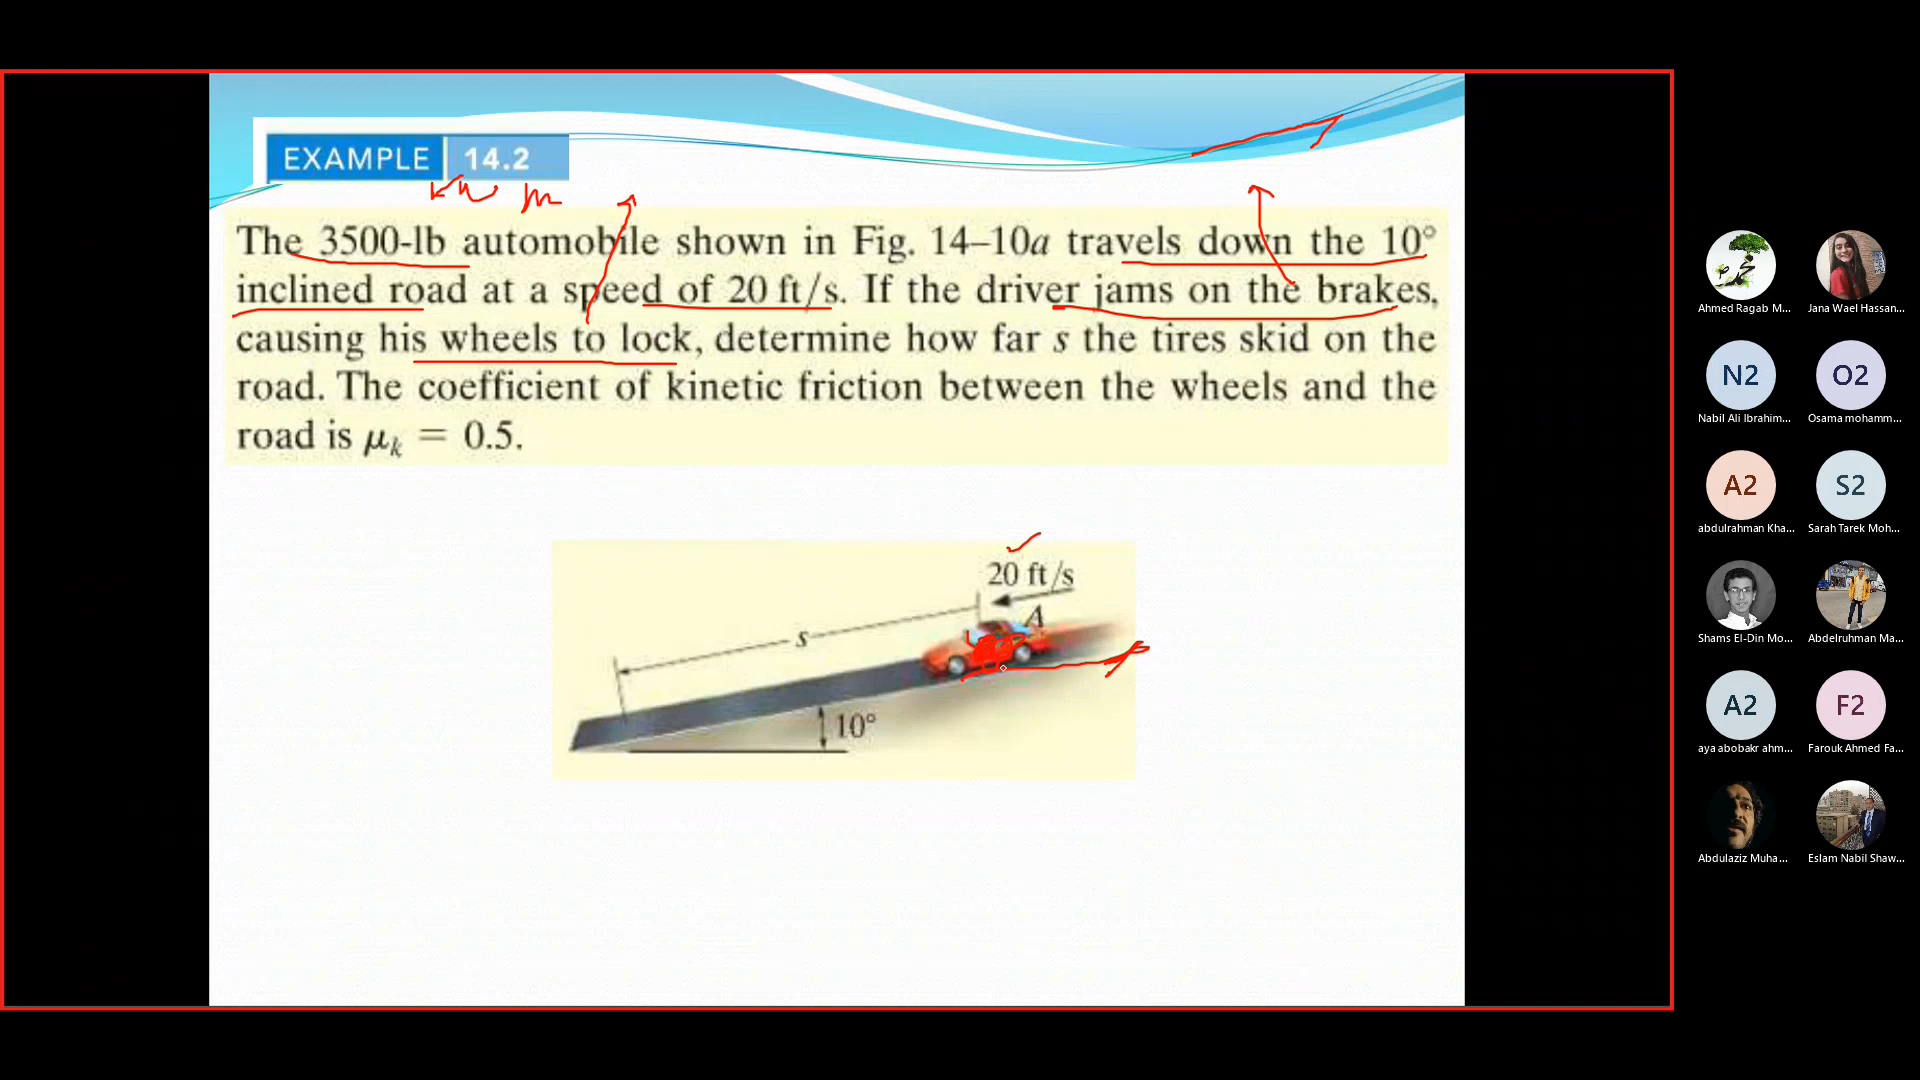 EXAMPLE 14.2
m
The 3500-lb automobile shown in Fig. 14–10a travels down the 10°
inclined road at a speed of 20 ft/s. If the driver jams on the brakes,
causing his wheels to lock, determine how far s the tires skid on the
road. The coefficient of kinetic friction between the wheels and the
road is μk = 0.5.
20 ft/s
A
s
10°
Ahmed Ragab M...
Jana Wael Hassan...
N2
O2
Nabil Ali Ibrahim...
Osama mohamm...
A2
S2
abdulrahman Kha...
Sarah Tarek Moh...
Shams El-Din Mo...
Abdelruhman Ma...
A2
F2
aya abobakr ahm...
Farouk Ahmed Fa...
Abdulaziz Muha...
Eslam Nabil Shaw...